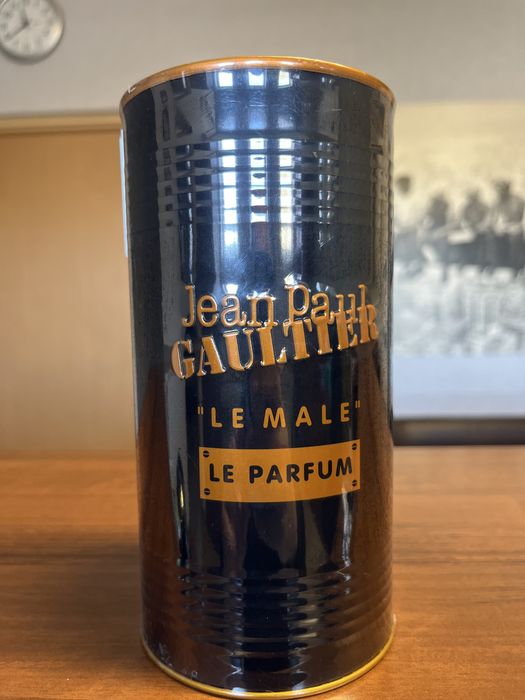 Jean Paul
GAULTIER
"LE MALE"
LE PARFUM